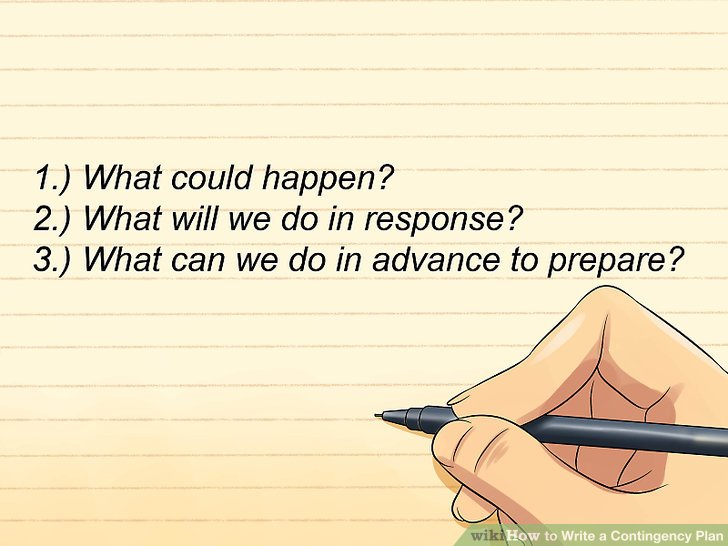 1.) What could happen?
2.) What will we do in response?
3.) What can we do in advance to prepare?
wikiHow to Write a Contingency Plan